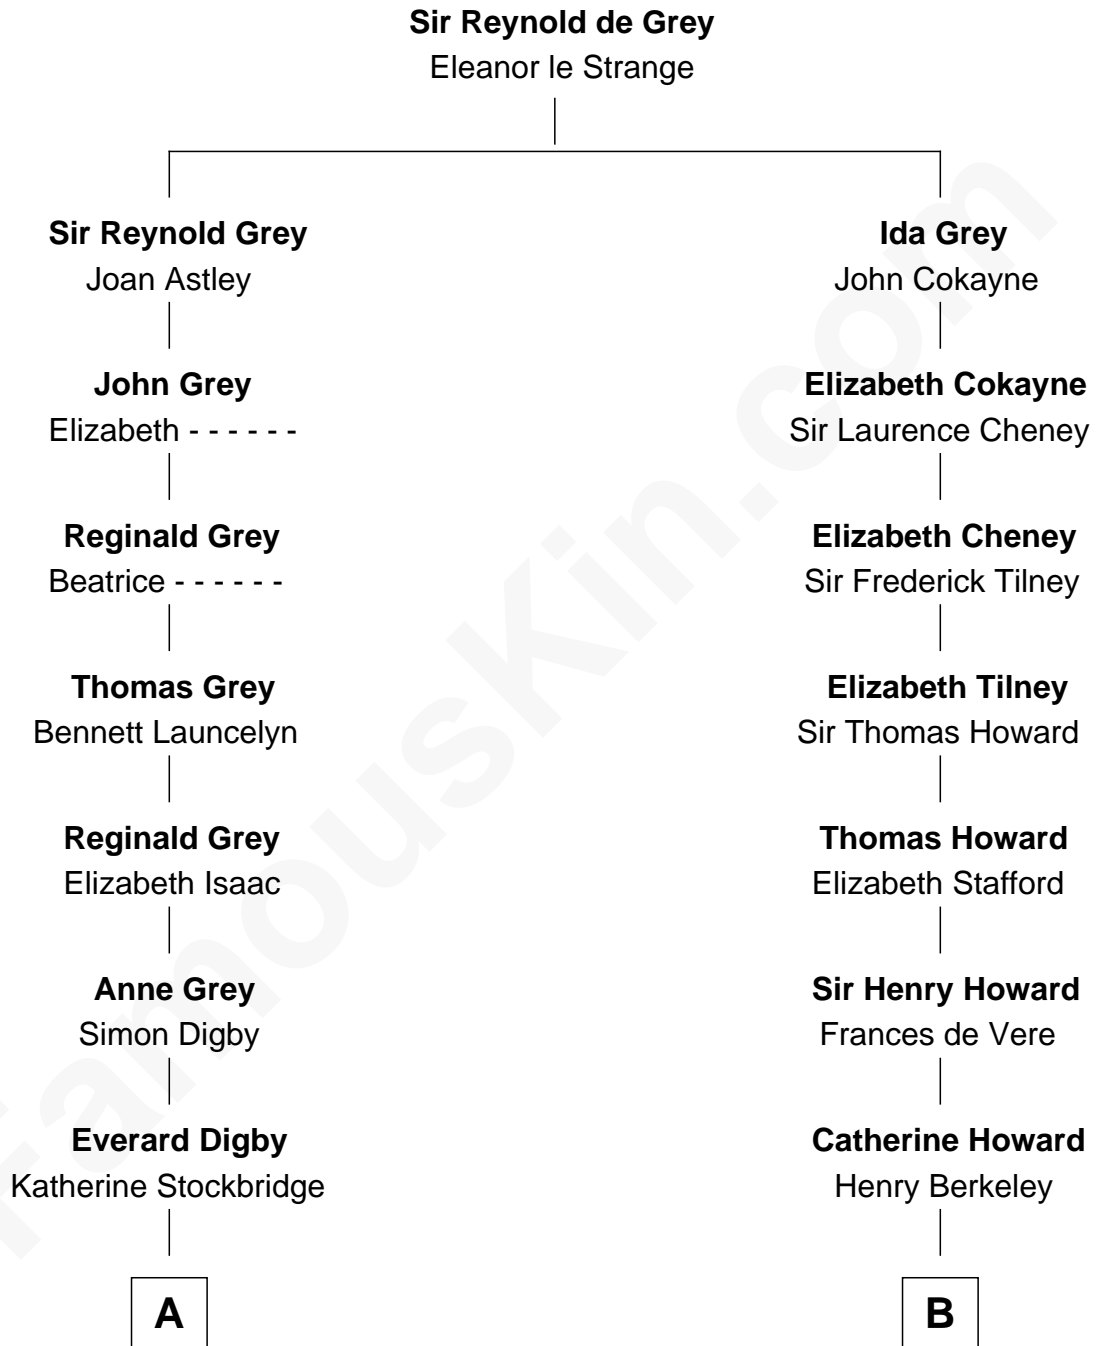 Sir Reynold de Grey
Eleanor le Strange
Sir Reynold Grey
Joan Astley
Ida Grey
John Cokayne
John Grey
Elizabeth - - - - - -
Elizabeth Cokayne
Sir Laurence Cheney
Reginald Grey
Beatrice - - - - - -
Elizabeth Cheney
Sir Frederick Tilney
Thomas Grey
Bennett Launcelyn
Elizabeth Tilney
Sir Thomas Howard
Reginald Grey
Elizabeth Isaac
Thomas Howard
Elizabeth Stafford
Anne Grey
Simon Digby
Sir Henry Howard
Frances de Vere
Everard Digby
Katherine Stockbridge
Catherine Howard
Henry Berkeley
A
B
FamousKin.com